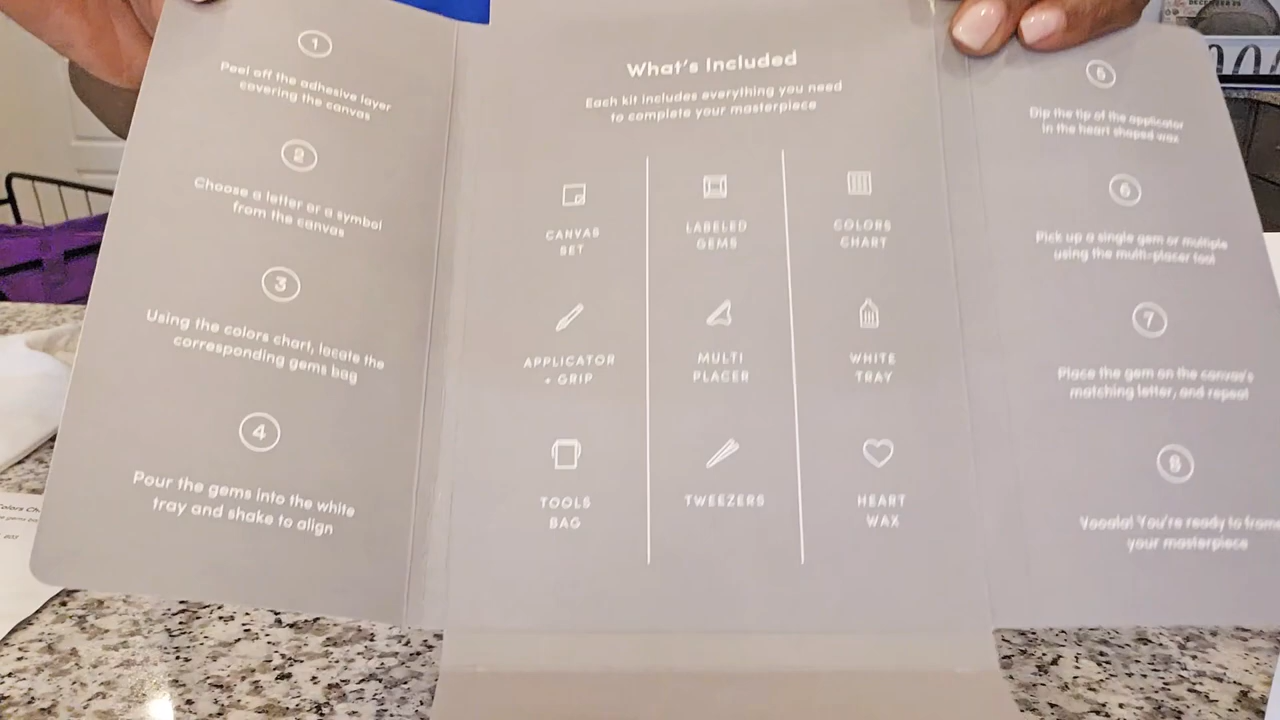 1
Peel off the adhesive layer
covering the canvas
2
Choose a letter or a symbol
from the canvas
3
Using the colors chart, locate the
corresponding gems bag
4
Pour the gems into the white
tray and shake to align
What's Included
Each kit includes everything you need
to complete your masterpiece
CANVAS
SET
LABELED
GEMS
COLORS
CHART
APPLICATOR
+ GRIP
MULTI
PLACER
WHITE
TRAY
TOOLS
BAG
TWEEZERS
HEART
WAX
5
Dip the tip of the applicator
in the heart shaped wax
6
Pick up a single gem or multiple
using the multi-placer tool
7
Place the gem on the canvas's
matching letter, and repeat
8
You're ready to frame
your masterpiece
DECEMBER 25